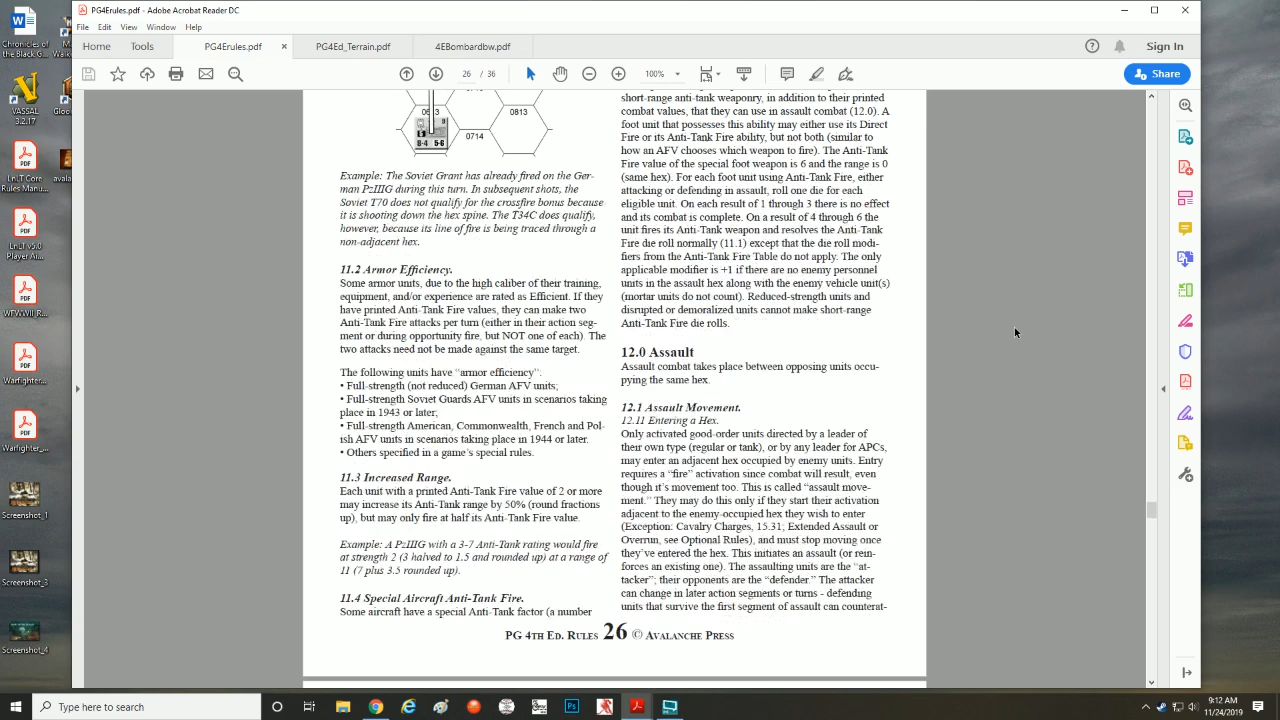 PG4Erules.pdf - Adobe Acrobat Reader DC
File Edit View Window Help
Home Tools PG4Erules.pdf × PG4Ed_Terrain.pdf 4EBombardbw.pdf Sign In
26 / 36 100% Share
Chronicles of
the Black G...
VASSAL
3.2.17
LnLT Core
Rules Manu...
LnLT v5.0
Player Ai...
WFWWII_R...
Warfighter...
Warfighter_...
Screenshot_1
Screenshot_3
Screenshot_4
0813
0714
8-4 5-6
Example: The Soviet Grant has already fired on the Ger-
man PzIIIG during this turn. In subsequent shots, the
Soviet T70 does not qualify for the crossfire bonus because
it is shooting down the hex spine. The T34C does qualify,
however, because its line of fire is being traced through a
non-adjacent hex.
11.2 Armor Efficiency.
Some armor units, due to the high caliber of their training,
equipment, and/or experience are rated as Efficient. If they
have printed Anti-Tank Fire values, they can make two
Anti-Tank Fire attacks per turn (either in their action seg-
ment or during opportunity fire, but NOT one of each). The
two attacks need not be made against the same target.
The following units have “armor efficiency”:
• Full-strength (not reduced) German AFV units;
• Full-strength Soviet Guards AFV units in scenarios taking
place in 1943 or later;
• Full-strength American, Commonwealth, French and Pol-
ish AFV units in scenarios taking place in 1944 or later.
• Others specified in a game’s special rules.
11.3 Increased Range.
Each unit with a printed Anti-Tank Fire value of 2 or more
may increase its Anti-Tank range by 50% (round fractions
up), but may only fire at half its Anti-Tank Fire value.
Example: A PzIIIG with a 3-7 Anti-Tank rating would fire
at strength 2 (3 halved to 1.5 and rounded up) at a range of
11 (7 plus 3.5 rounded up).
11.4 Special Aircraft Anti-Tank Fire.
Some aircraft have a special Anti-Tank factor (a number
short-range anti-tank weaponry, in addition to their printed
combat values, that they can use in assault combat (12.0). A
foot unit that possesses this ability may either use its Direct
Fire or its Anti-Tank Fire ability, but not both (similar to
how an AFV chooses which weapon to fire). The Anti-Tank
Fire value of the special foot weapon is 6 and the range is 0
(same hex). For each foot unit using Anti-Tank Fire, either
attacking or defending in assault, roll one die for each
eligible unit. On each result of 1 through 3 there is no effect
and its combat is complete. On a result of 4 through 6 the
unit fires its Anti-Tank weapon and resolves the Anti-Tank
Fire die roll normally (11.1) except that the die roll modi-
fiers from the Anti-Tank Fire Table do not apply. The only
applicable modifier is +1 if there are no enemy personnel
units in the assault hex along with the enemy vehicle unit(s)
(mortar units do not count). Reduced-strength units and
disrupted or demoralized units cannot make short-range
Anti-Tank Fire die rolls.
12.0 Assault
Assault combat takes place between opposing units occu-
pying the same hex.
12.1 Assault Movement.
12.11 Entering a Hex.
Only activated good-order units directed by a leader of
their own type (regular or tank), or by any leader for APCs,
may enter an adjacent hex occupied by enemy units. Entry
requires a “fire” activation since combat will result, even
though it’s movement too. This is called “assault move-
ment.” They may do this only if they start their activation
adjacent to the enemy-occupied hex they wish to enter
(Exception: Cavalry Charges, 15.31; Extended Assault or
Overrun, see Optional Rules), and must stop moving once
they’ve entered the hex. This initiates an assault (or rein-
forces an existing one). The assaulting units are the “at-
tacker”; their opponents are the “defender.” The attacker
can change in later action segments or turns - defending
units that survive the first segment of assault can counterat-
PG 4TH ED. RULES 26 © AVALANCHE PRESS
Type here to search
9:12 AM
11/24/2019